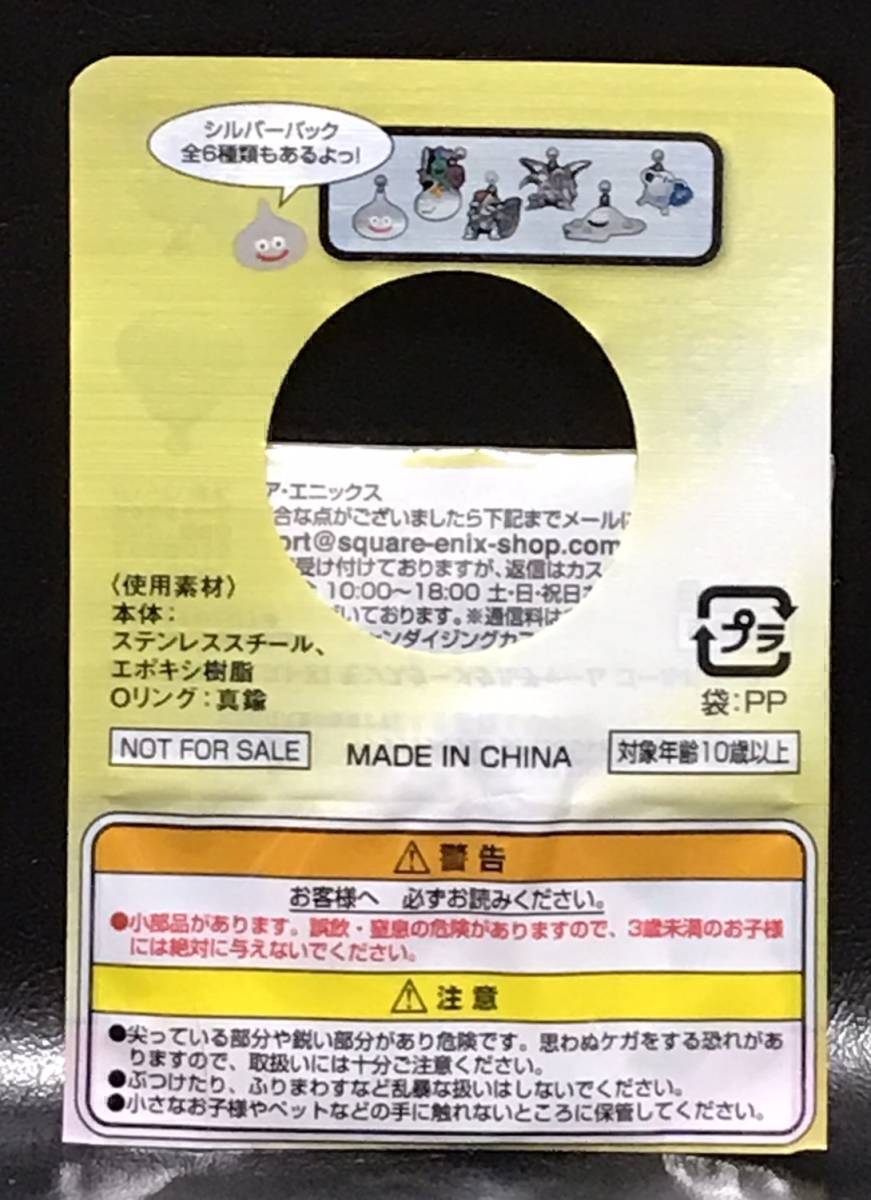 シルバーバック
全6種類もあるよっ!
ア・エニックス
合な点がございましたら下記までメールに
ort@square-enix-shop.com
受け付けておりますが、返信はカス
10:00〜18:00 土・日・祝日
いております。※通信料は
ャンダイジングカス
〈使用素材〉
本体:
ステンレススチール、
エポキシ樹脂
Oリング:真鍮
プラ
袋:PP
NOT FOR SALE
MADE IN CHINA
対象年齢10歳以上
警告
お客様へ 必ずお読みください。
●小部品があります。誤飲・窒息の危険がありますので、3歳未満のお子様
には絶対に与えないでください。
注意
●尖っている部分や鋭い部分があり危険です。思わぬケガをする恐れがあ
りますので、取扱いには十分ご注意ください。
●ぶつけたり、ふりまわすなど乱暴な扱いはしないでください。
●小さなお子様やペットなどの手に触れないところに保管してください。